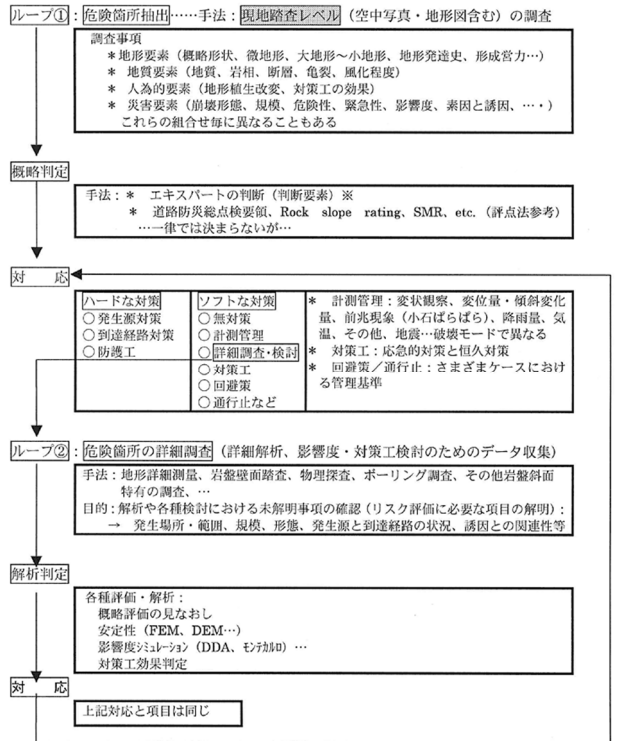 ループ①：危険箇所抽出……手法：現地踏査レベル（空中写真・地形図含む）の調査
調査事項
＊地形要素（概略形状、微地形、大地形～小地形、地形発達史、形成営力…）
＊ 地質要素（地質、岩相、断層、亀裂、風化程度）
＊ 人為的要素（地形植生改変、対策工の効果）
＊ 災害要素（崩壊形態、規模、危険性、緊急性、影響度、素因と誘因、…・）
これらの組合せ毎に異なることもある
概略判定
手法：＊ エキスパートの判断（判断要素）※
＊ 道路防災総点検要領、Rock slope rating、SMR、etc.（評点法参考）
…一律では決まらないが…
対 応
ハードな対策
○発生源対策
○到達経路対策
○防護工
ソフトな対策
○無対策
○計測管理
○詳細調査・検討
○対策工
○回避策
○通行止など
＊ 計測管理：変状観察、変位量・傾斜変化
量、前兆現象（小石ぱらぱら）、降雨量、気
温、その他、地震…破壊モードで異なる
＊ 対策工：応急的対策と恒久対策
＊ 回避策／通行止：さまざまケースにおけ
る管理基準
ループ②：危険箇所の詳細調査（詳細解析、影響度・対策工検討のためのデータ収集）
手法：地形詳細測量、岩盤壁面踏査、物理探査、ボーリング調査、その他岩盤斜面
特有の調査、…
目的：解析や各種検討における未解明事項の確認（リスク評価に必要な項目の解明）：
→ 発生場所・範囲、規模、形態、発生源と到達経路の状況、誘因との関連性等
解析判定
各種評価・解析：
概略評価の見なおし
安定性（FEM、DEM…）
影響度ｼﾐｭﾚｰｼｮﾝ（DDA、ﾓﾝﾃｶﾙﾛ）…
対策工効果判定
対 応
上記対応と項目は同じ